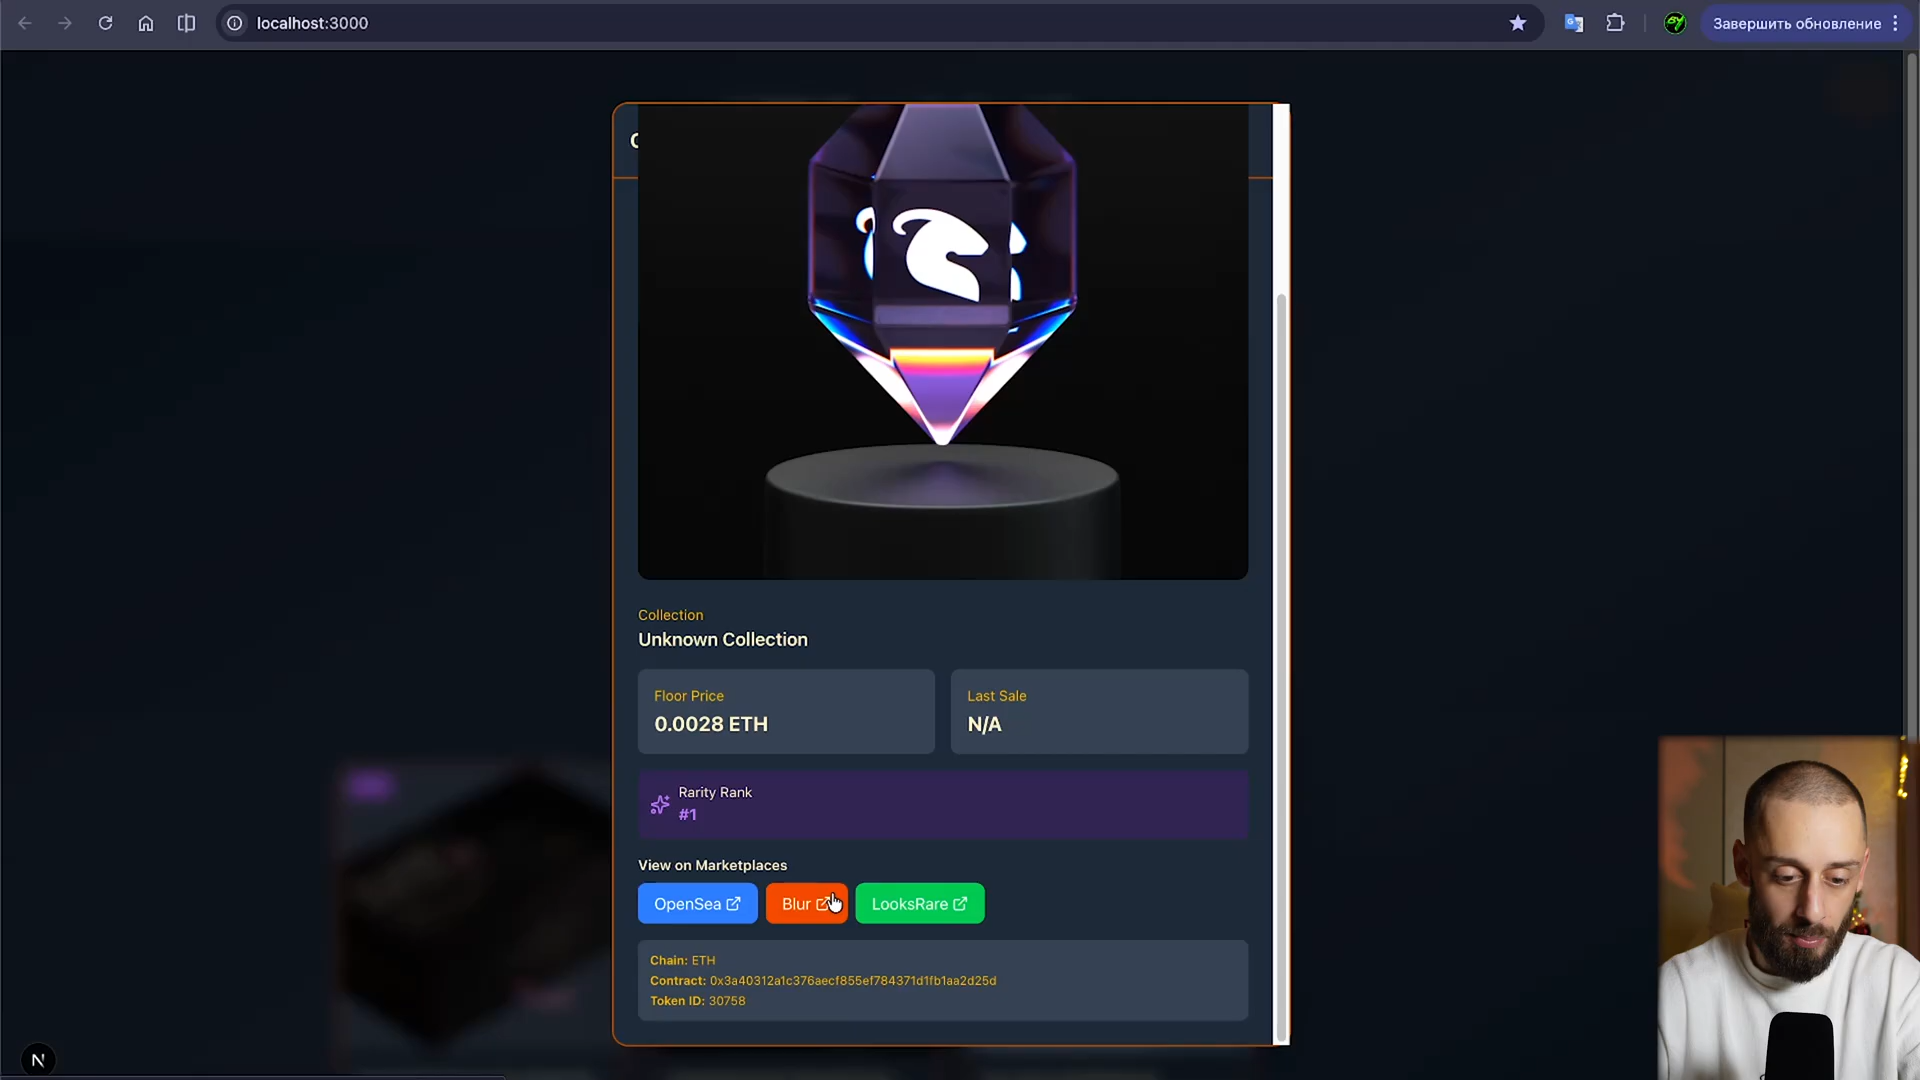 localhost:3000
Завершить обновление
Collection
Unknown Collection
Floor Price
0.0028 ETH
Last Sale
N/A
Rarity Rank
#1
View on Marketplaces
OpenSea
Blur
LooksRare
Chain: ETH
Contract: 0x3a40312a1c376aecf855ef784371d1fb1aa2d25d
Token ID: 30758
N